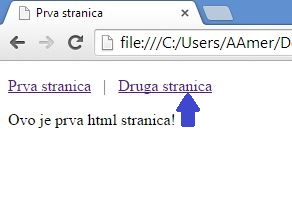 Prva stranica
file:///C:/Users/AAmer/D
Prva stranica | Druga stranica
Ovo je prva html stranica!